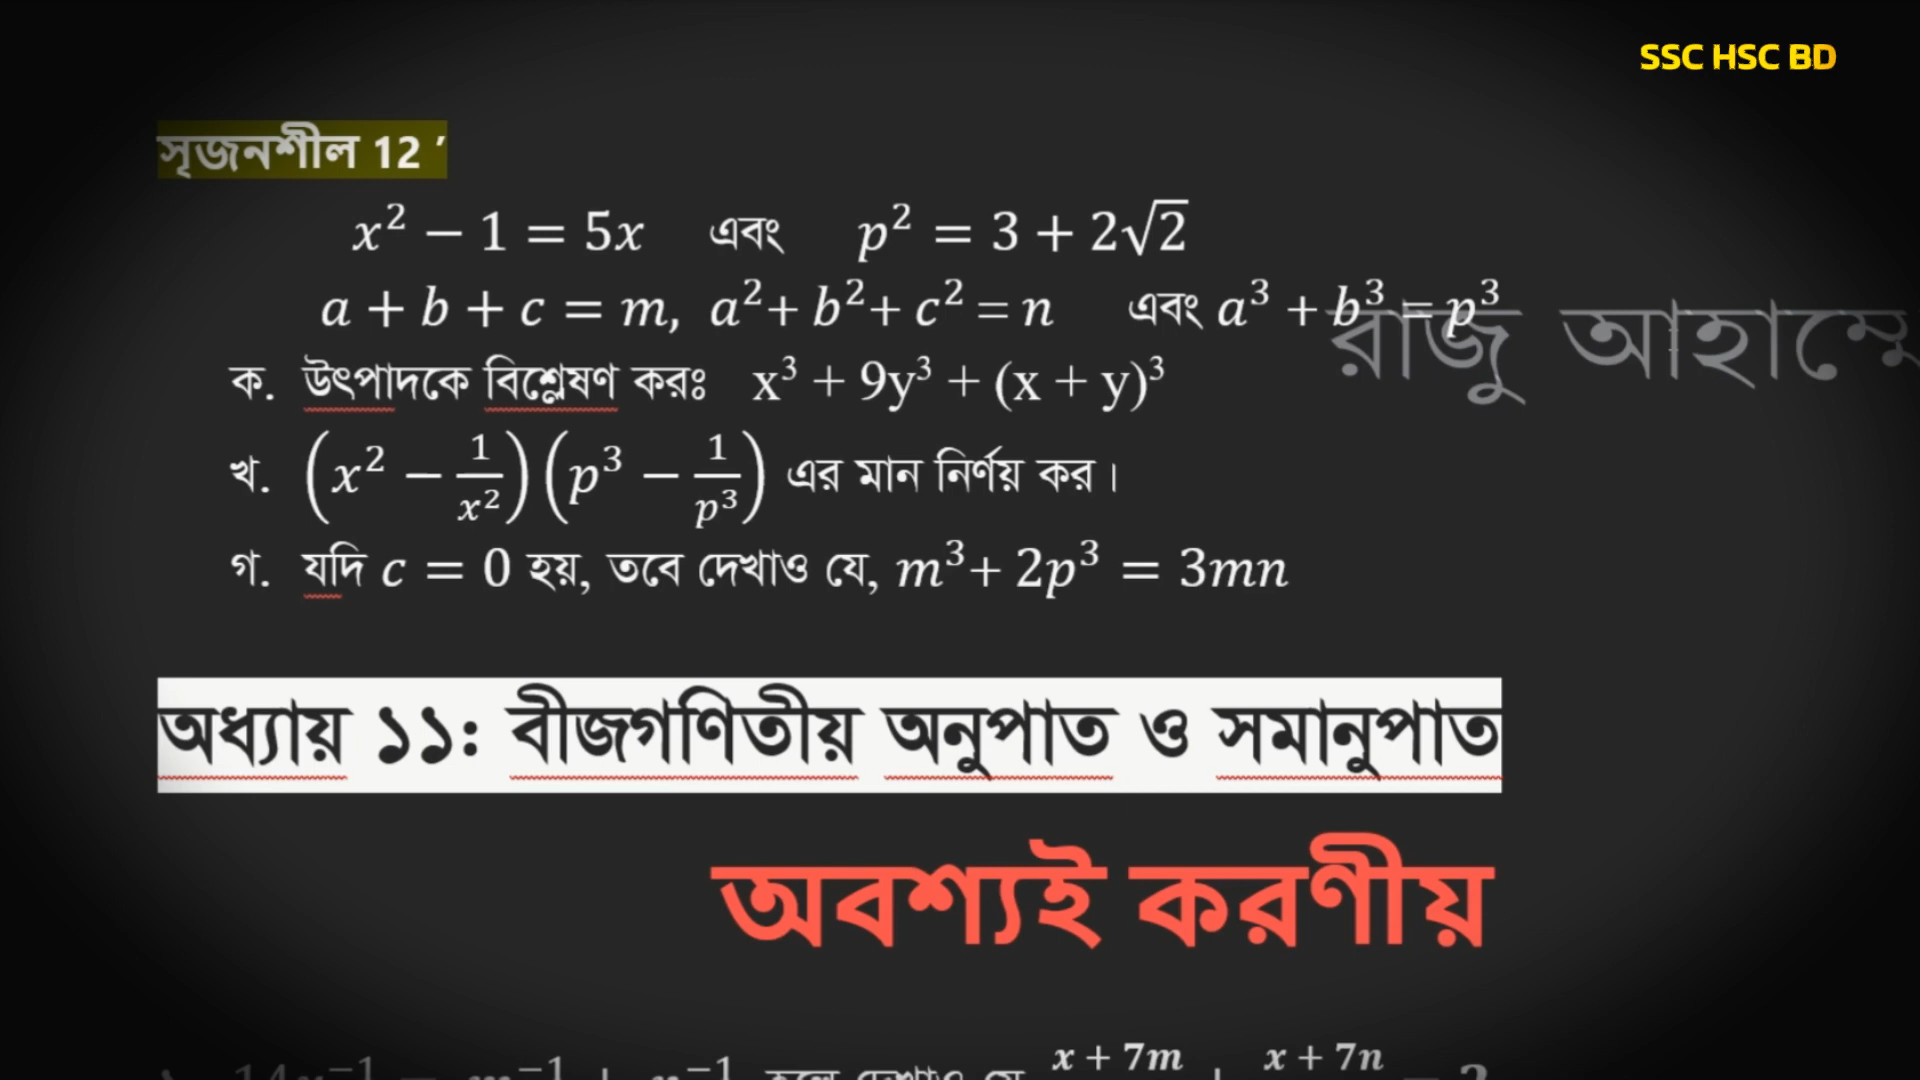 SSC HSC BD
সৃজনশীল 12 ’
x² − 1 = 5x এবং p² = 3 + 2√2
a + b + c = m, a² + b² + c² = n এবং a³ + b³ = p³
রাজু আহাম্মে
ক. উৎপাদকে বিশ্লেষণ করঃ x³ + 9y³ + (x + y)³
খ. (x² − 1/x²)(p³ − 1/p³) এর মান নির্ণয় কর।
গ. যদি c = 0 হয়, তবে দেখাও যে, m³ + 2p³ = 3mn
অধ্যায় ১১: বীজগণিতীয় অনুপাত ও সমানুপাত
অবশ্যই করণীয়
x + 7m x + 7n